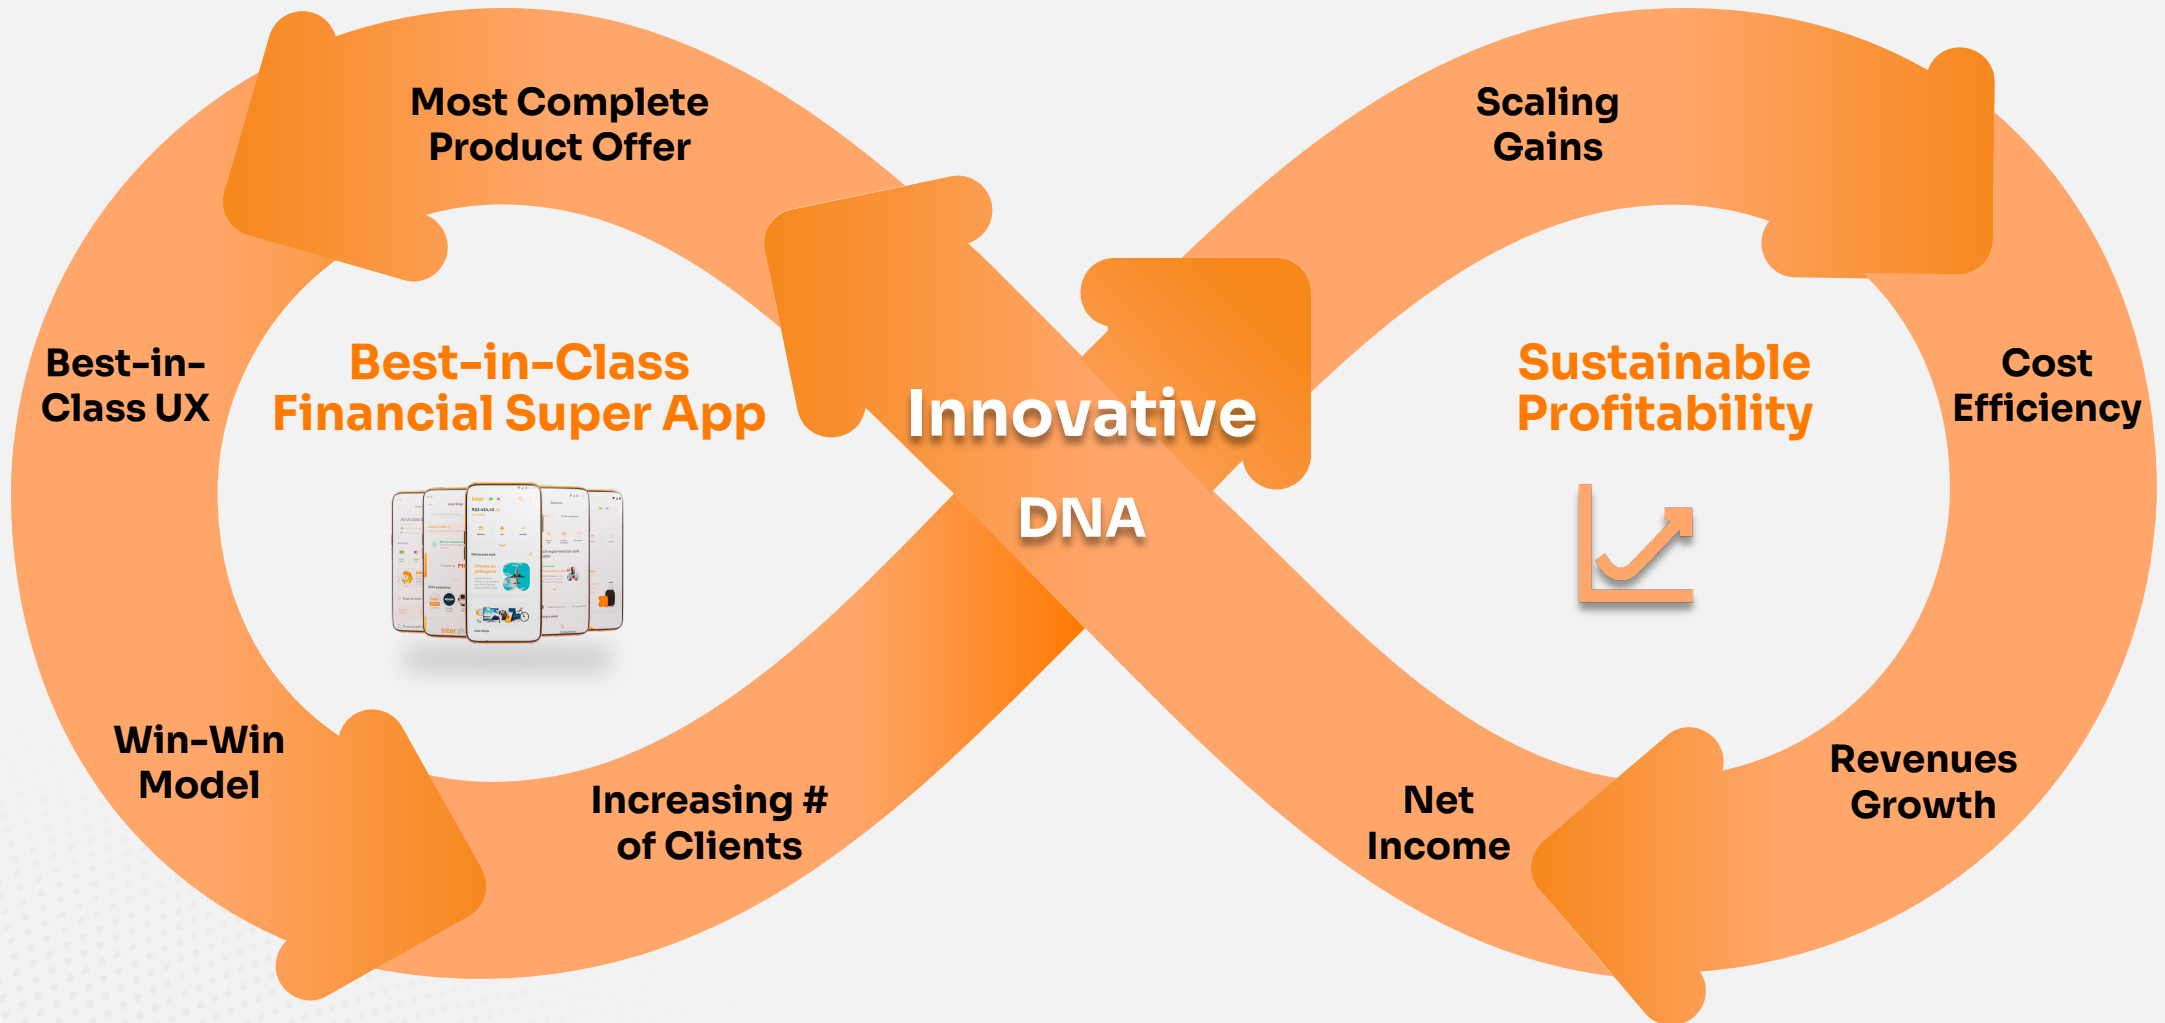 Most Complete
Product Offer
Scaling
Gains
Best-in-
Class UX
Best-in-Class
Financial Super App
Innovative
DNA
Sustainable
Profitability
Cost
Efficiency
Win-Win
Model
Increasing #
of Clients
Net
Income
Revenues
Growth
inter